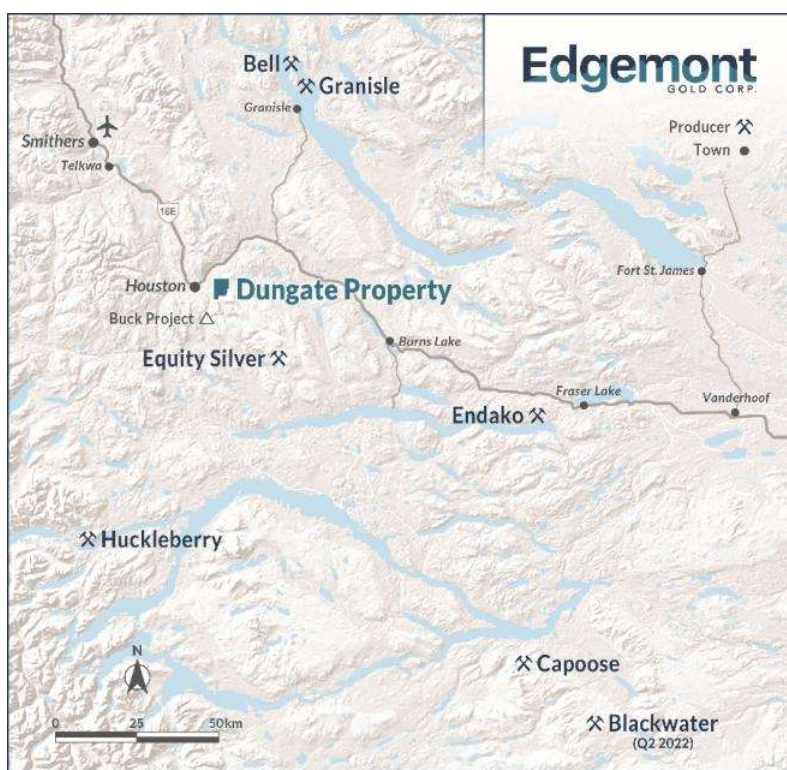 Edgemont
GOLD CORP.
Producer
Town
Bell
Granisle
Granisle
Smithers
Telkwa
16E
Fort St. James
Houston
Dungate Property
Buck Project
Burns Lake
Equity Silver
Fraser Lake
Vanderhoof
Endako
Huckleberry
N
Capoose
0 25 50km
Blackwater
(Q2 2022)